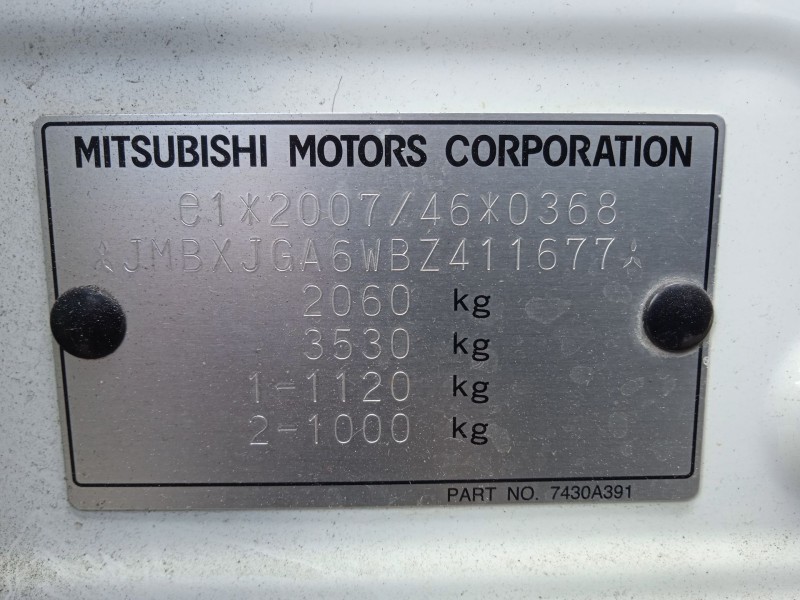 MITSUBISHI MOTORS CORPORATION
e1*2007/46*0368
JMBXJGA6WBZ411677
2060 kg
3530 kg
1-1120 kg
2-1000 kg
PART NO. 7430A391